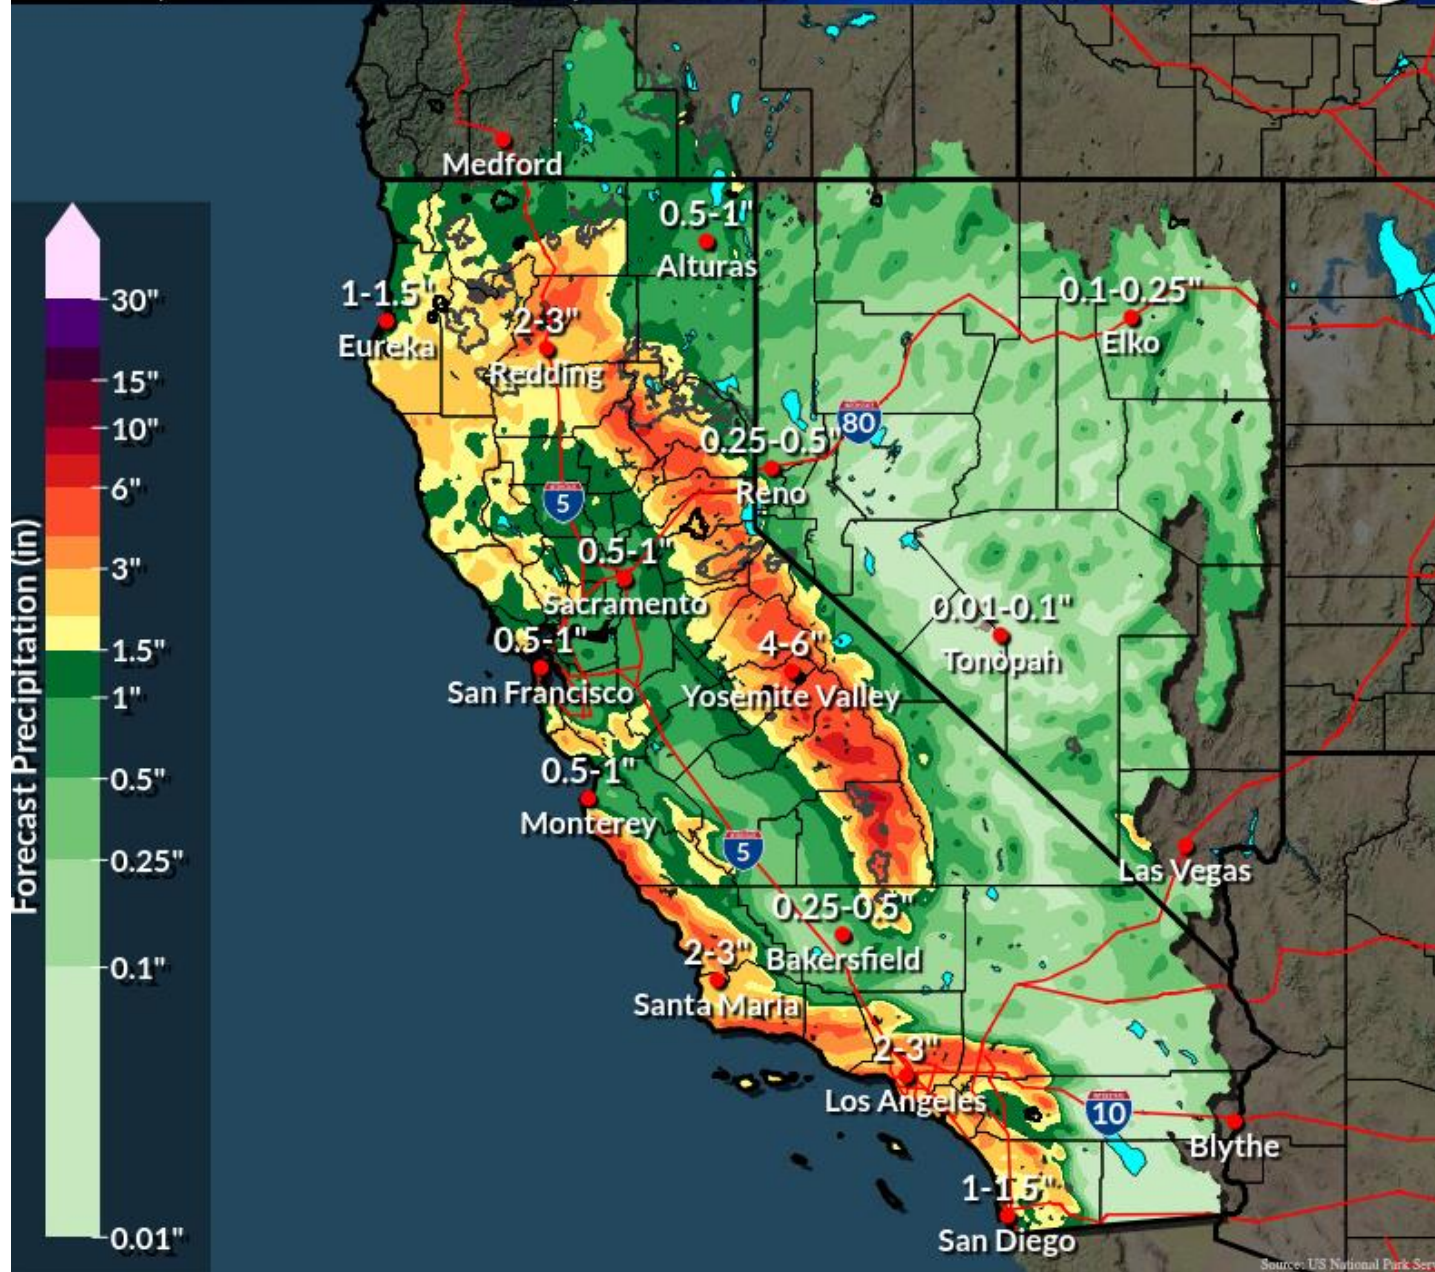 Medford
0.5-1"
Alturas
1-1.5"
Eureka
2-3"
Redding
0.1-0.25"
Elko
80
0.25-0.5"
Reno
5
0.5-1"
Sacramento
0.5-1"
San Francisco
4-6"
Yosemite Valley
0.01-0.1"
Tonopah
0.5-1"
Monterey
5
Las Vegas
0.25-0.5"
Bakersfield
2-3"
Santa Maria
2-3"
Los Angeles
10
Blythe
1-1.5"
San Diego
Forecast Precipitation (in)
30"
15"
10"
6"
3"
1.5"
1"
0.5"
0.25"
0.1"
0.01"
Source: US National Park